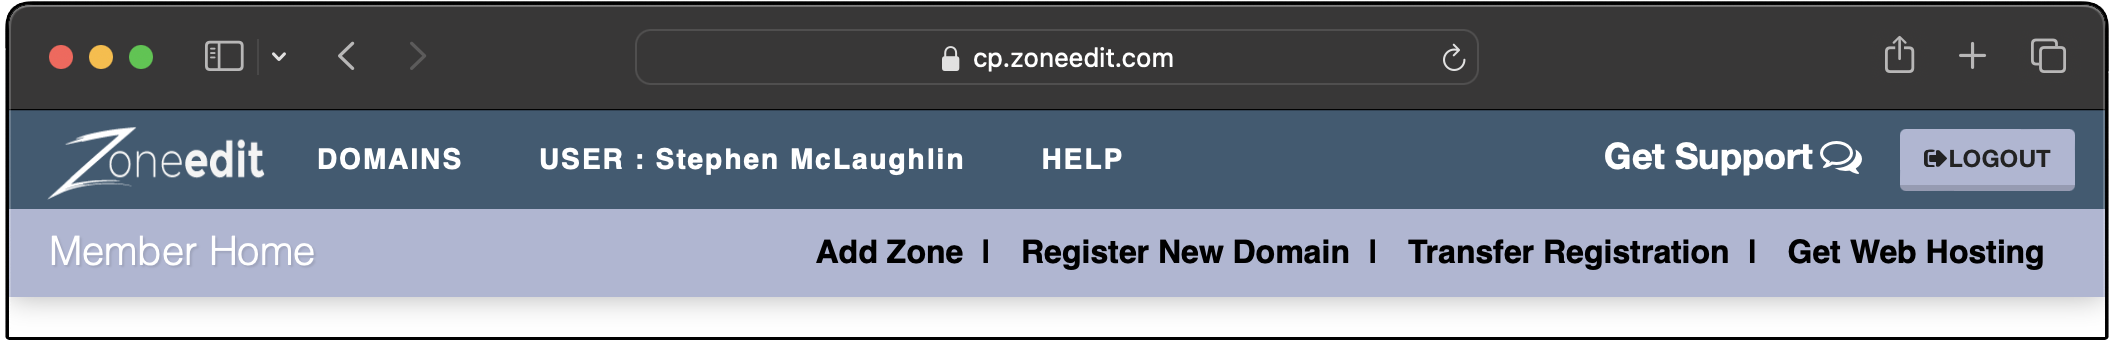 cp.zoneedit.com
Zoneedit DOMAINS USER : Stephen McLaughlin HELP Get Support LOGOUT
Member Home Add Zone | Register New Domain | Transfer Registration | Get Web Hosting